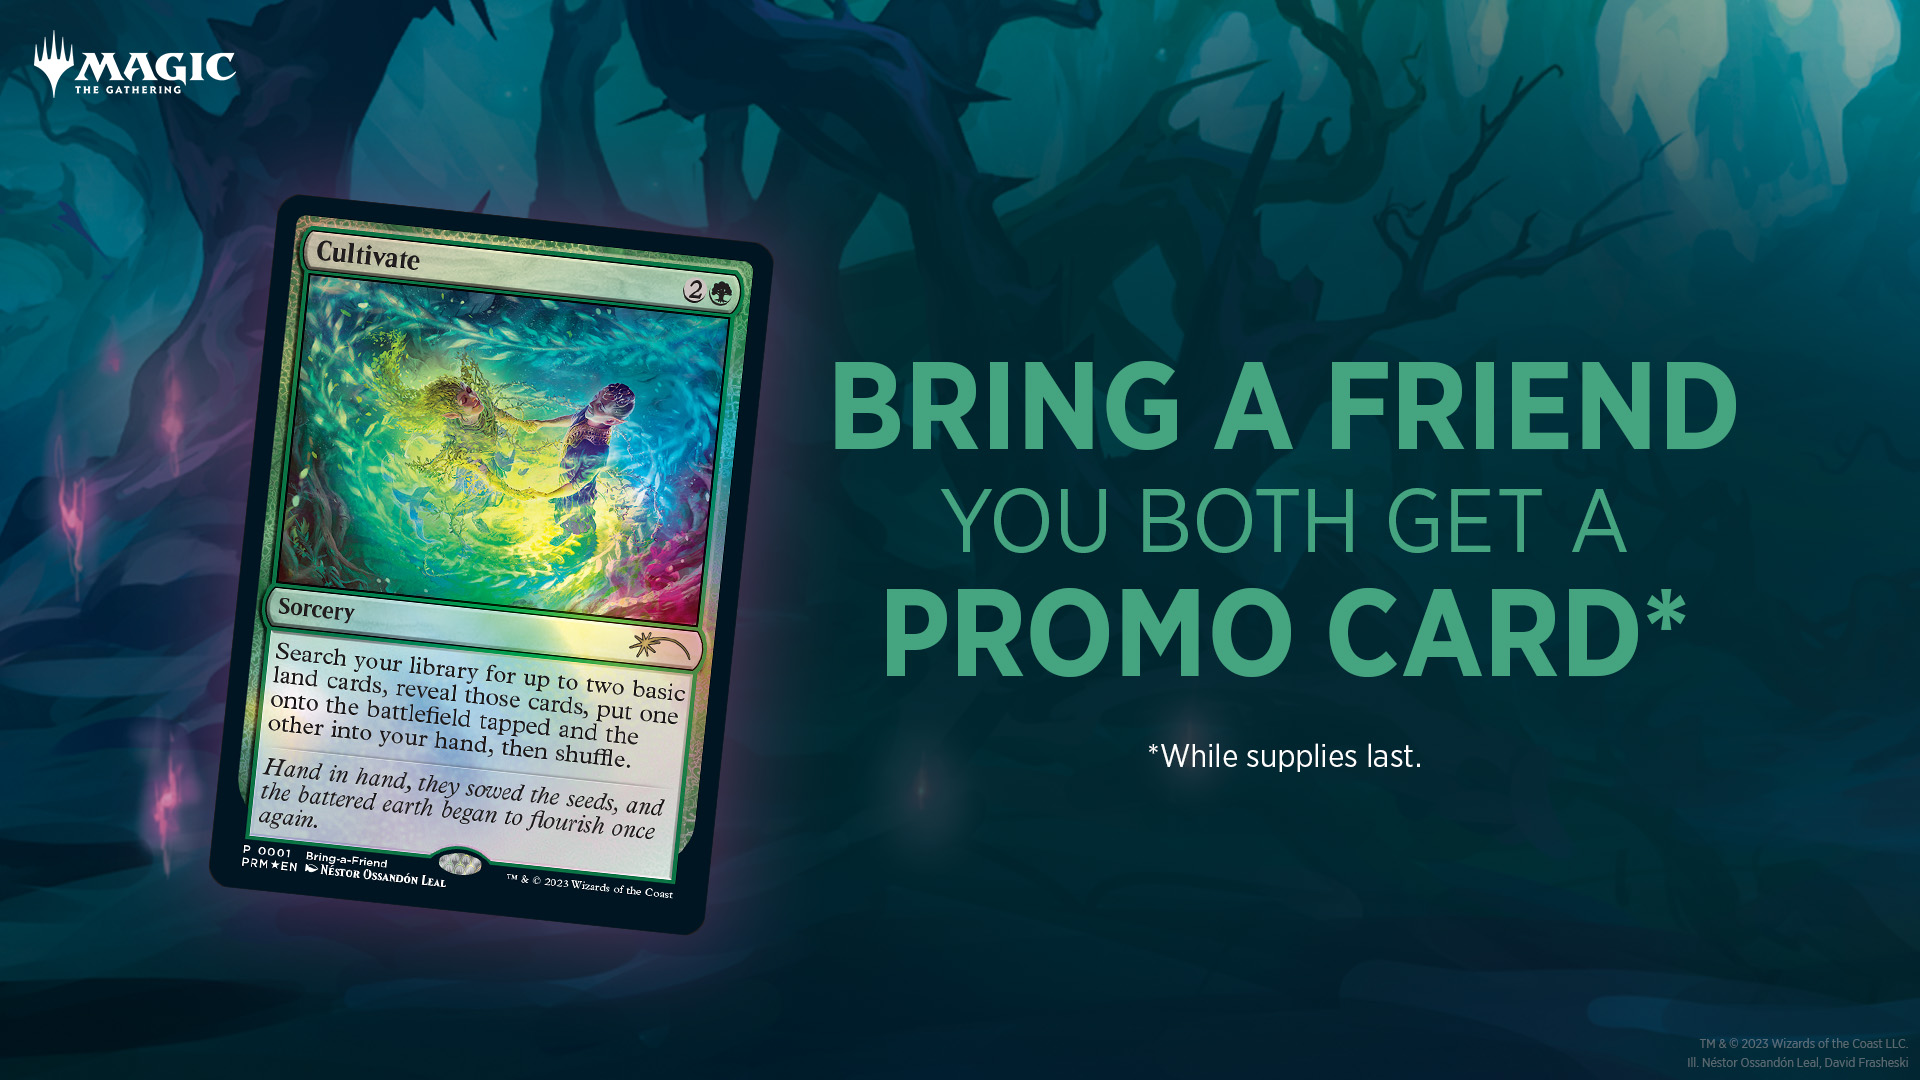 MAGIC
THE GATHERING
Cultivate
2
Sorcery
Search your library for up to two basic
land cards, reveal those cards, put one
onto the battlefield tapped and the
other into your hand, then shuffle.
Hand in hand, they sowed the seeds, and
the battered earth began to flourish once
again.
P 0001 Bring-a-Friend
PRM★EN Néstor Ossandón Leal
™ & © 2023 Wizards of the Coast
BRING A FRIEND
YOU BOTH GET A
PROMO CARD*
*While supplies last.
TM & © 2023 Wizards of the Coast LLC.
Ill. Néstor Ossandón Leal, David Frasheski